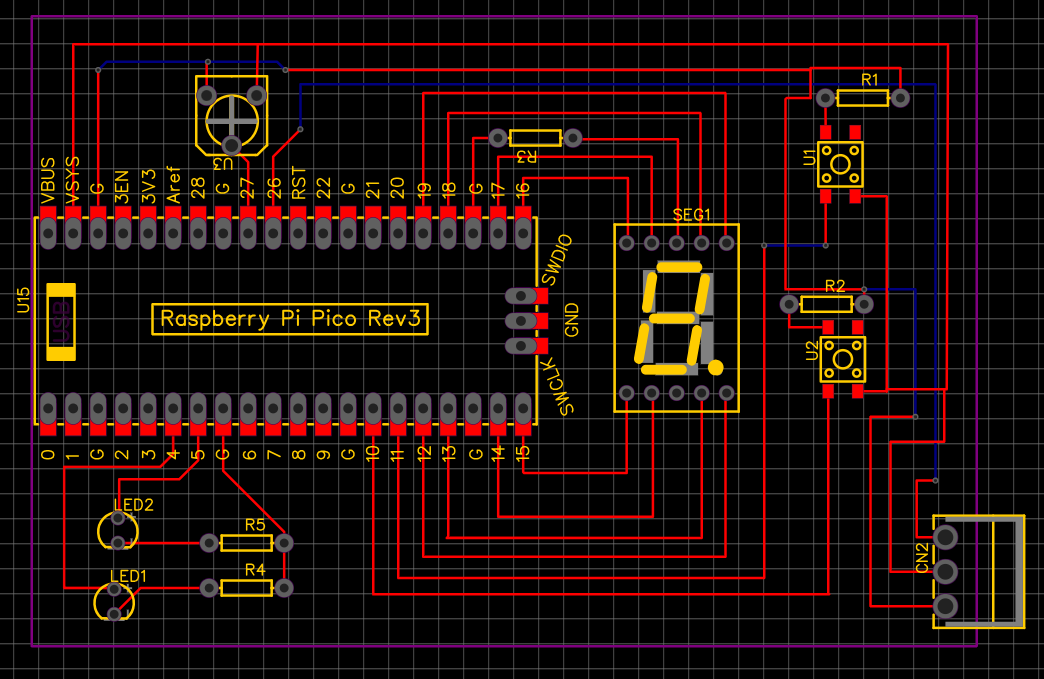 R1
U1
U3
R3
VBUS
VSYS
G
3EN
3V3
Aref
28
G
27
26
RST
22
G
21
20
19
18
G
17
16
SEG1
SWDIO
GND
SWCLK
U15
USB
Raspberry Pi Pico Rev3
R2
U2
0
1
G
2
3
4
5
G
6
7
8
9
G
10
11
12
13
G
14
15
LED2
+
R5
LED1
+
R4
CN2